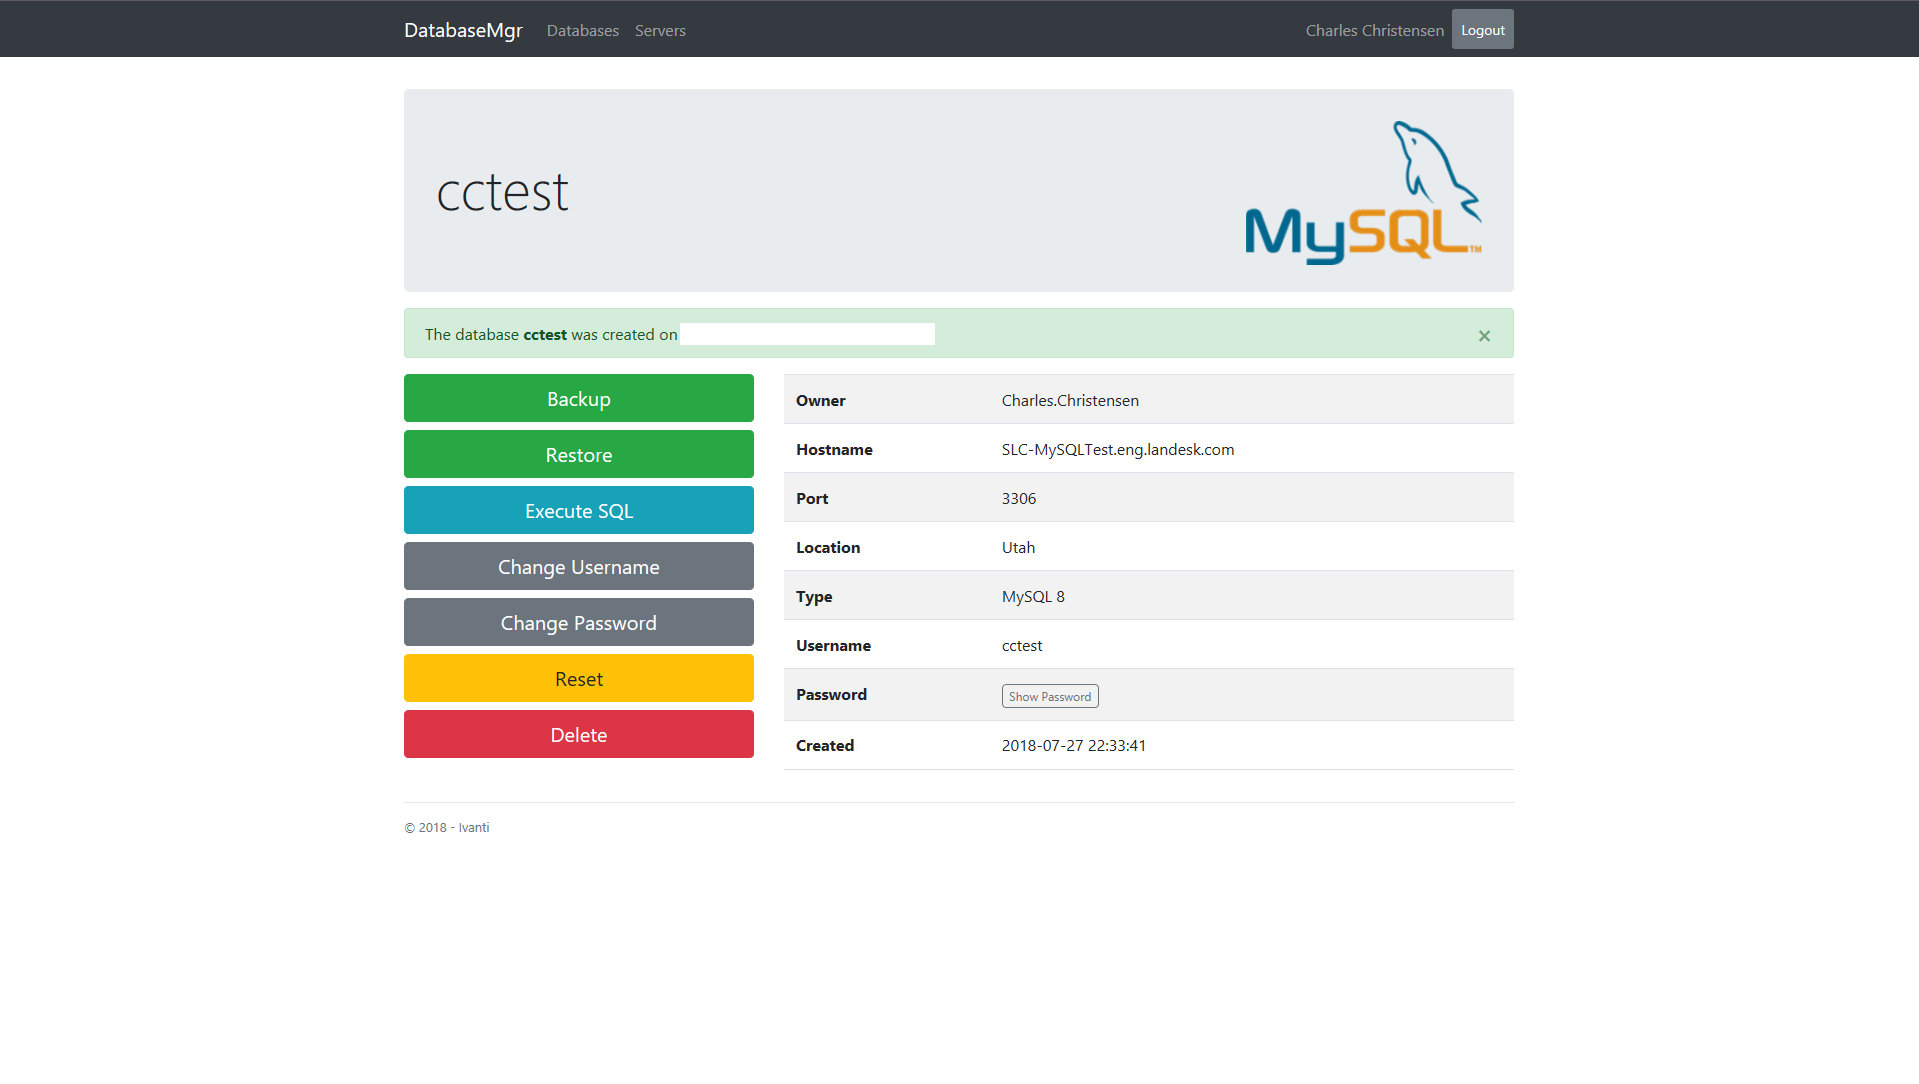 DatabaseMgr Databases Servers Charles Christensen Logout
cctest
MySQL™
The database cctest was created on
×
Backup
Restore
Execute SQL
Change Username
Change Password
Reset
Delete
Owner Charles.Christensen
Hostname SLC-MySQLTest.eng.landesk.com
Port 3306
Location Utah
Type MySQL 8
Username cctest
Password Show Password
Created 2018-07-27 22:33:41
© 2018 - Ivanti